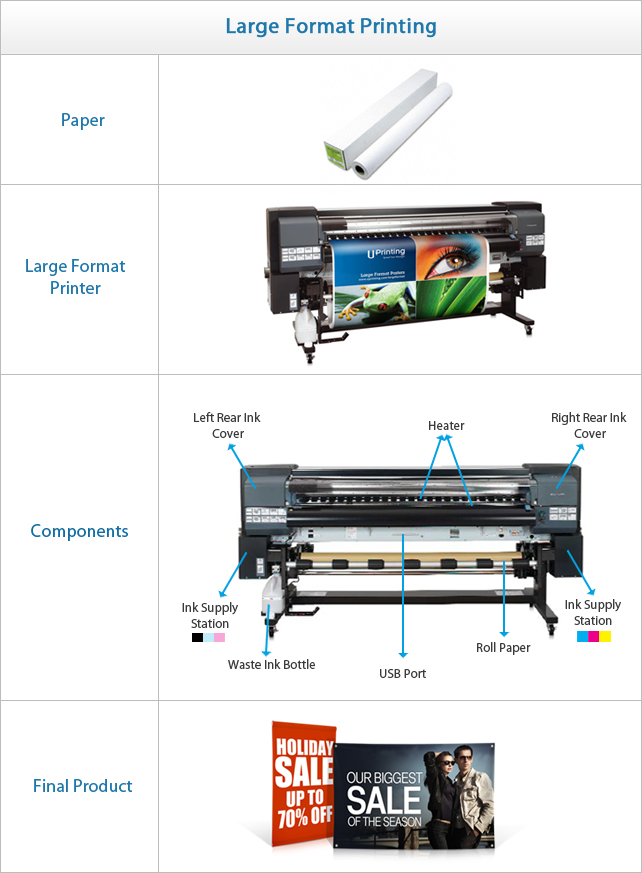 Large Format Printing
Paper
Large Format
Printer
UPrinting
Large Format Posters
Components
Left Rear Ink
Cover
Heater
Right Rear Ink
Cover
Ink Supply
Station
Ink Supply
Station
Waste Ink Bottle
Roll Paper
USB Port
Final Product
HOLIDAY
SALE
UP TO
70% OFF
OUR BIGGEST
SALE
OF THE SEASON